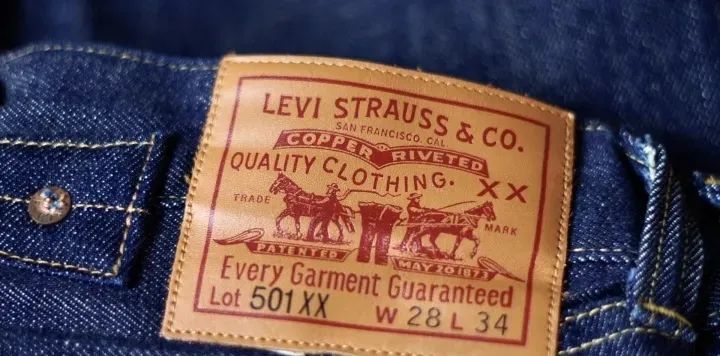 LEVI STRAUSS & CO.
SAN FRANCISCO, CAL
COPPER RIVETED
QUALITY CLOTHING. XX
TRADE MARK
PATENTED MAY 20 1873
Every Garment Guaranteed
Lot 501XX W 28 L 34